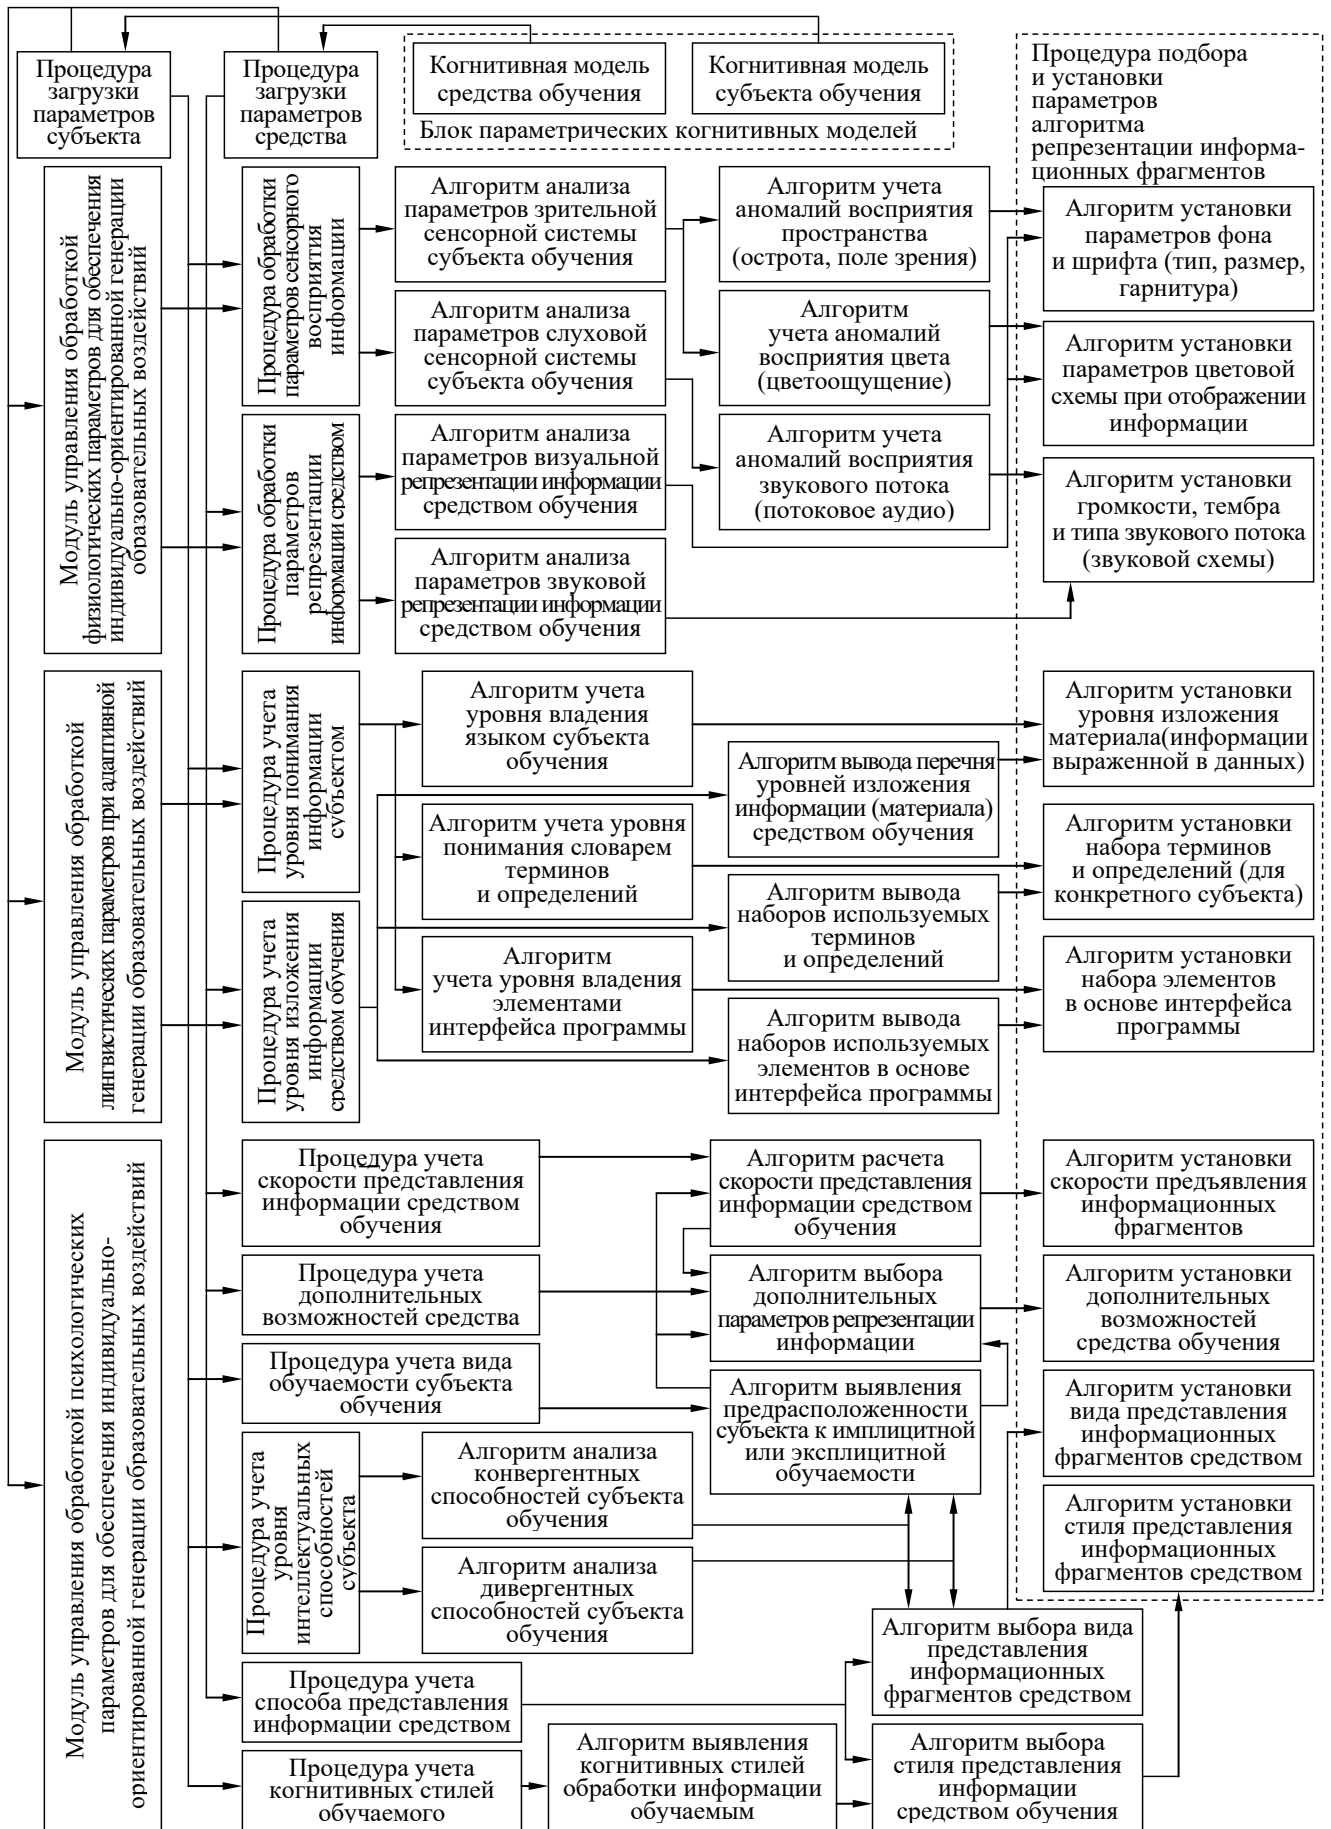 Процедура
загрузки
параметров
субъекта
Процедура
загрузки
параметров
средства
Когнитивная модель
средства обучения
Когнитивная модель
субъекта обучения
Блок параметрических когнитивных моделей
Процедура подбора
и установки
параметров
алгоритма
репрезентации информа-
ционных фрагментов
Модуль управления обработкой
физиологических параметров для обеспечения
индивидуально-ориентированной генерации
образовательных воздействий
Процедура обработки
параметров сенсорного
восприятия
информации
Алгоритм анализа
параметров зрительной
сенсорной системы
субъекта обучения
Алгоритм учета
аномалий восприятия
пространства
(острота, поле зрения)
Алгоритм установки
параметров фона
и шрифта (тип, размер,
гарнитура)
Алгоритм анализа
параметров слуховой
сенсорной системы
субъекта обучения
Алгоритм
учета аномалий
восприятия цвета
(цветоощущение)
Алгоритм установки
параметров цветовой
схемы при отображении
информации
Процедура обработки
параметров
репрезентации
информации средством
Алгоритм анализа
параметров визуальной
репрезентации информации
средством обучения
Алгоритм учета
аномалий восприятия
звукового потока
(потоковое аудио)
Алгоритм установки
громкости, тембра
и типа звукового потока
(звуковой схемы)
Алгоритм анализа
параметров звуковой
репрезентации информации
средством обучения
Модуль управления обработкой
лингвистических параметров при адаптивной
генерации образовательных воздействий
Процедура учета
уровня понимания
информации
субъектом
Алгоритм учета
уровня владения
языком субъекта
обучения
Алгоритм установки
уровня изложения
материала(информации
выраженной в данных)
Алгоритм вывода перечня
уровней изложения
информации (материала)
средством обучения
Алгоритм учета уровня
понимания словарем
терминов
и определений
Алгоритм установки
набора терминов
и определений (для
конкретного субъекта)
Процедура учета
уровня изложения
информации
средством обучения
Алгоритм вывода
наборов используемых
терминов
и определений
Алгоритм
учета уровня владения
элементами
интерфейса программы
Алгоритм установки
набора элементов
в основе интерфейса
программы
Алгоритм вывода
наборов используемых
элементов в основе
интерфейса программы
Модуль управления обработкой психологических
параметров для обеспечения индивидуально-
ориентированной генерации образовательных воздействий
Процедура учета
скорости представления
информации средством
обучения
Алгоритм расчета
скорости представления
информации средством
обучения
Алгоритм установки
скорости предъявления
информационных
фрагментов
Процедура учета
дополнительных
возможностей средства
Алгоритм выбора
дополнительных
параметров репрезентации
информации
Алгоритм установки
дополнительных
возможностей
средства обучения
Процедура учета вида
обучаемости субъекта
обучения
Алгоритм выявления
предрасположенности
субъекта к имплицитной
или эксплицитной
обучаемости
Алгоритм установки
вида представления
информационных
фрагментов средством
Процедура учета
уровня
интеллектуальных
способностей
субъекта
Алгоритм анализа
конвергентных
способностей субъекта
обучения
Алгоритм установки
стиля представления
информационных
фрагментов средством
Алгоритм анализа
дивергентных
способностей субъекта
обучения
Алгоритм выбора вида
представления
информационных
фрагментов средством
Процедура учета
способа представления
информации средством
Процедура учета
когнитивных стилей
обучаемого
Алгоритм выявления
когнитивных стилей
обработки информации
обучаемым
Алгоритм выбора
стиля представления
информации
средством обучения